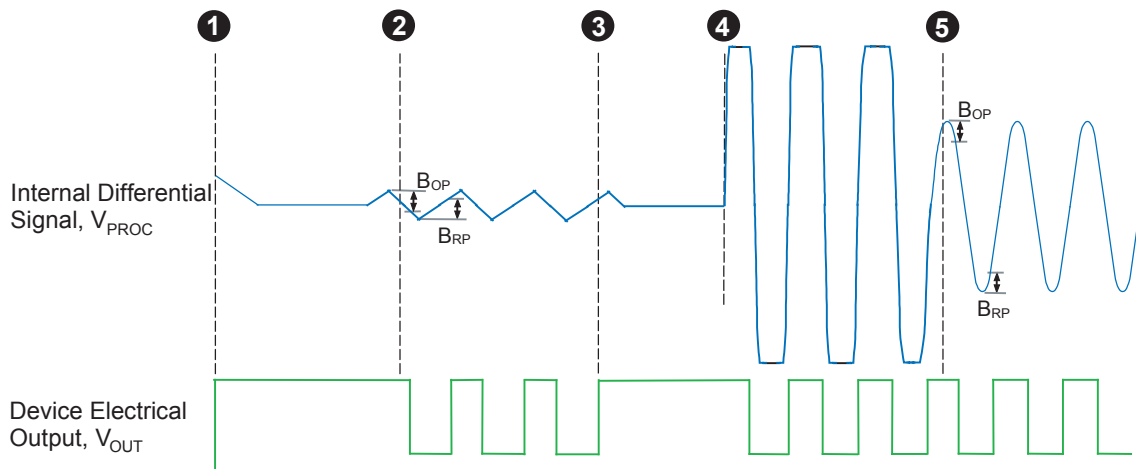 1 2 3 4 5
BOP
BOP
BRP
Internal Differential
Signal, VPROC
BRP
Device Electrical
Output, VOUT